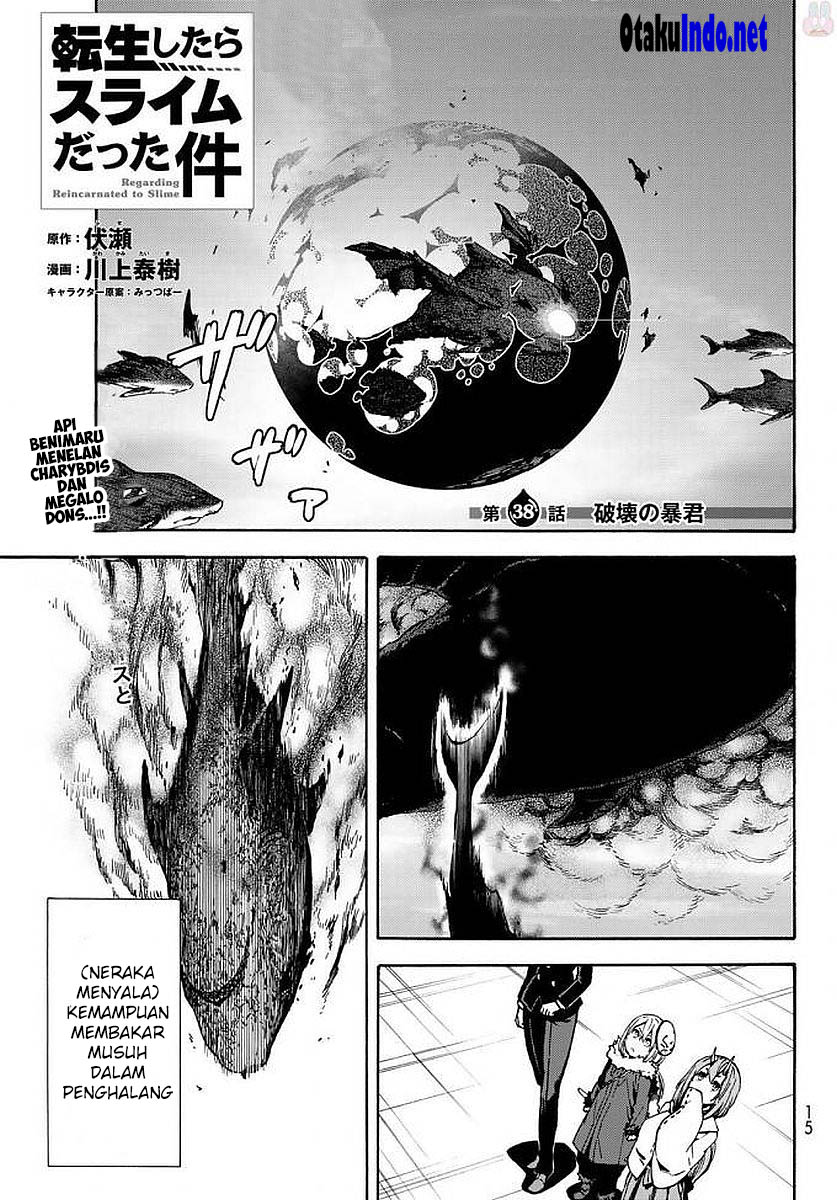 OtakuIndo.net
転生したら
スライム
だった件
Regarding
Reincarnated to Slime
原作：伏瀬
漫画：川上泰樹
キャラクター原案：みっつばー
ザザァ
API
BENIMARU
MENELAN
CHARYBDIS
DAN
MEGALO
DONS...!!
第38話 破壊の暴君
スど
(NERAKA
MENYALA)
KEMAMPUAN
MEMBAKAR
MUSUH
DALAM
PENGHALANG
15